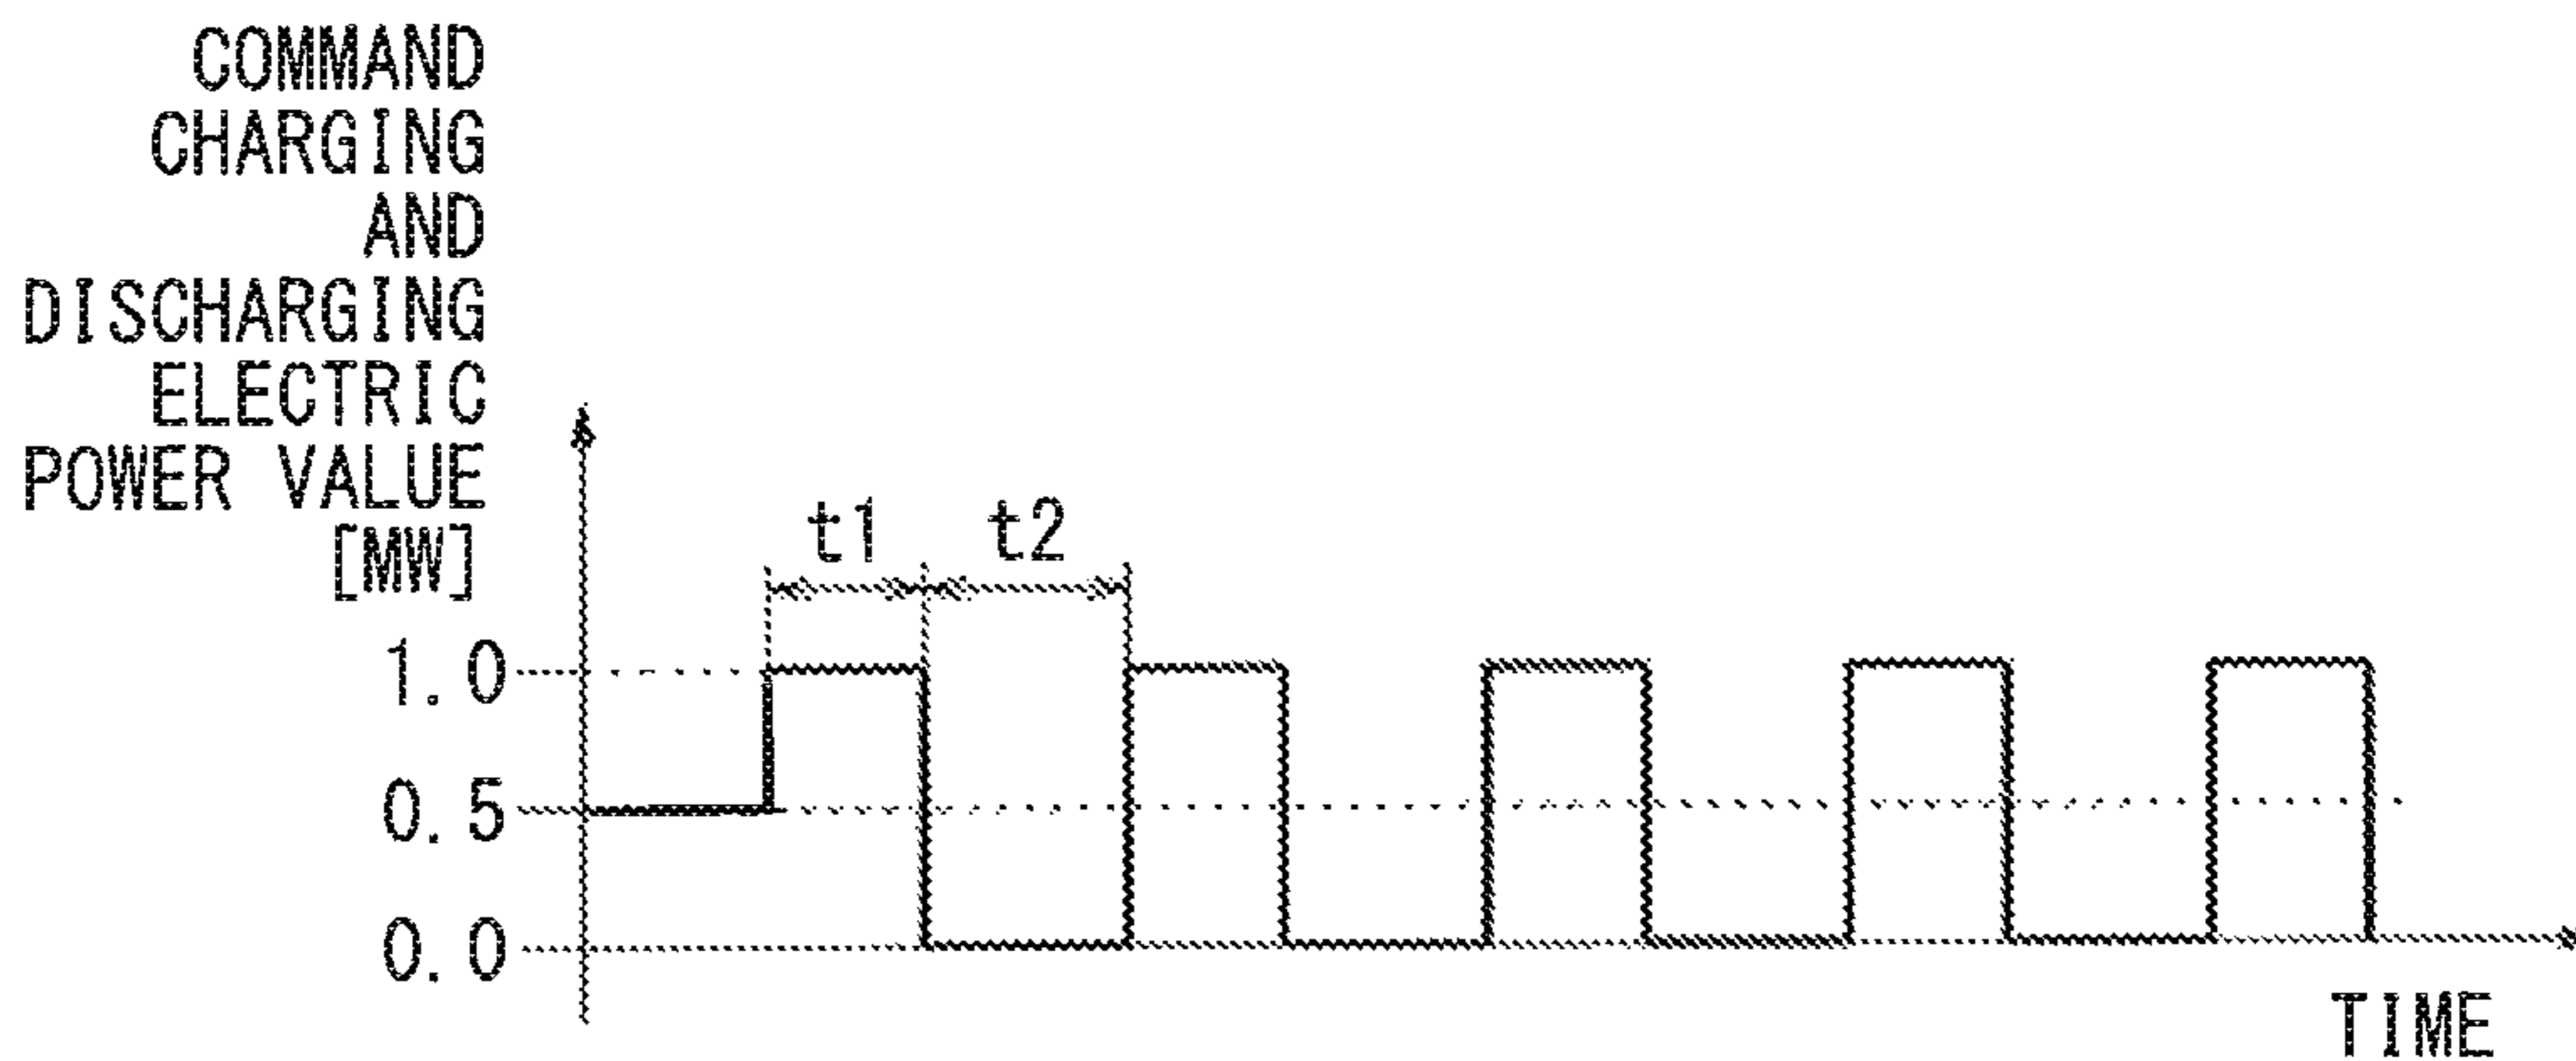 COMMAND
CHARGING
AND
DISCHARGING
ELECTRIC
POWER VALUE
[MW]
t1 t2
1.0
0.5
0.0
TIME